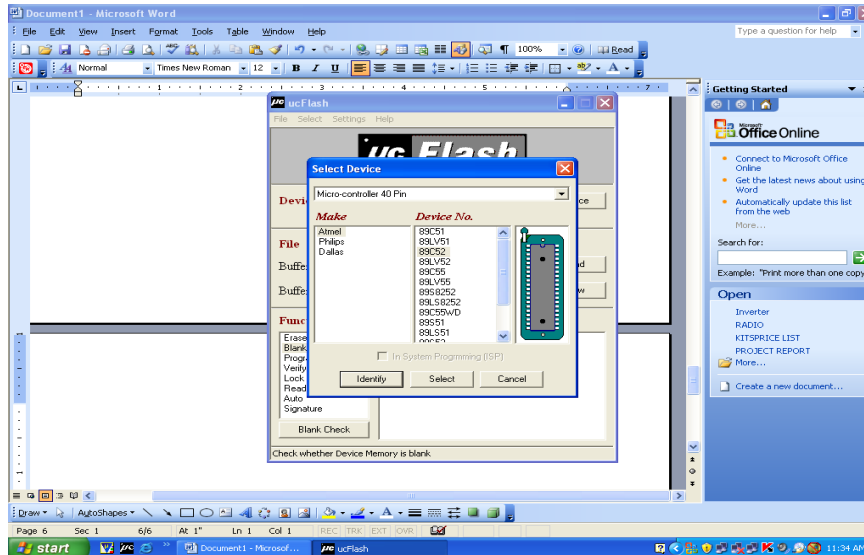 Document1 - Microsoft Word
File Edit View Insert Format Tools Table Window Help
Type a question for help
100%
Read
Normal
Times New Roman
12
B I U
Getting Started
ucFlash
File Select Settings Help
µc Flash
Office Online
Connect to Microsoft Office
Online
Get the latest news about using
Word
Automatically update this list
from the web
More...
Search for:
Example: "Print more than one copy
Open
Inverter
RADIO
KITSPRICE LIST
PROJECT REPORT
More...
Create a new document...
Select Device
Micro-controller 40 Pin
Make
Device No.
Atmel
Philips
Dallas
89C51
89LV51
89C52
89LV52
89C55
89LV55
89S8252
89LS8252
89C55WD
89S51
89LS51
In System Progrmming (ISP)
Identify
Select
Cancel
Devi
ce
File
Buffe
d
Buffe
w
Func
Erase
Blank
Progr
Verify
Lock
Read
Auto
Signature
Blank Check
Check whether Device Memory is blank
Draw
AutoShapes
Page 6 Sec 1 6/6 At 1" Ln 1 Col 1 REC TRK EXT OVR
start
Document1 - Microsof...
ucFlash
11:34 AM